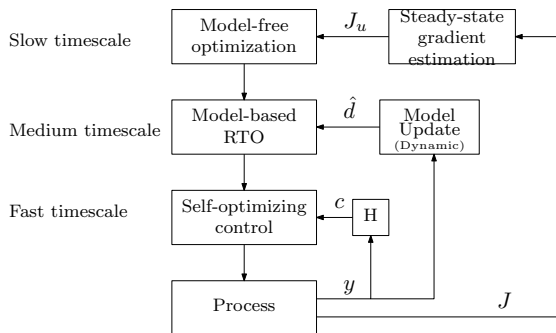 Slow timescale
Model-free
optimization
J_u
Steady-state
gradient
estimation
Medium timescale
Model-based
RTO
d̂
Model
Update
(Dynamic)
Fast timescale
Self-optimizing
control
c
H
Process
y
J